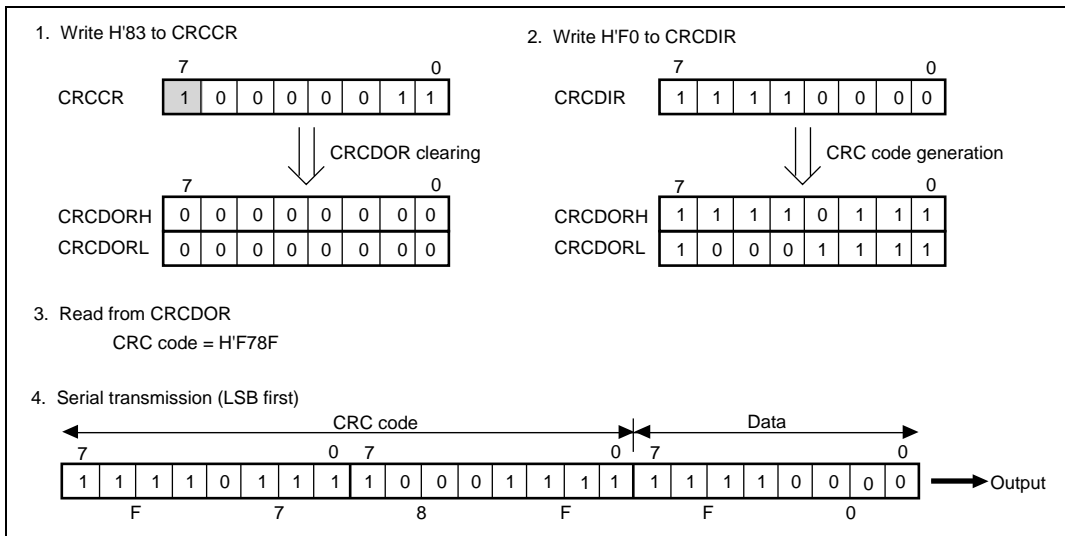 1. Write H'83 to CRCCR
7 0
CRCCR 1 0 0 0 0 0 1 1
CRCDOR clearing
7 0
CRCDORH 0 0 0 0 0 0 0 0
CRCDORL 0 0 0 0 0 0 0 0
2. Write H'F0 to CRCDIR
7 0
CRCDIR 1 1 1 1 0 0 0 0
CRC code generation
7 0
CRCDORH 1 1 1 1 0 1 1 1
CRCDORL 1 0 0 0 1 1 1 1
3. Read from CRCDOR
CRC code = H'F78F
4. Serial transmission (LSB first)
CRC code Data
7 0 7 0 7 0
1 1 1 1 0 1 1 1 1 0 0 0 1 1 1 1 1 1 1 1 0 0 0 0 Output
F 7 8 F F 0